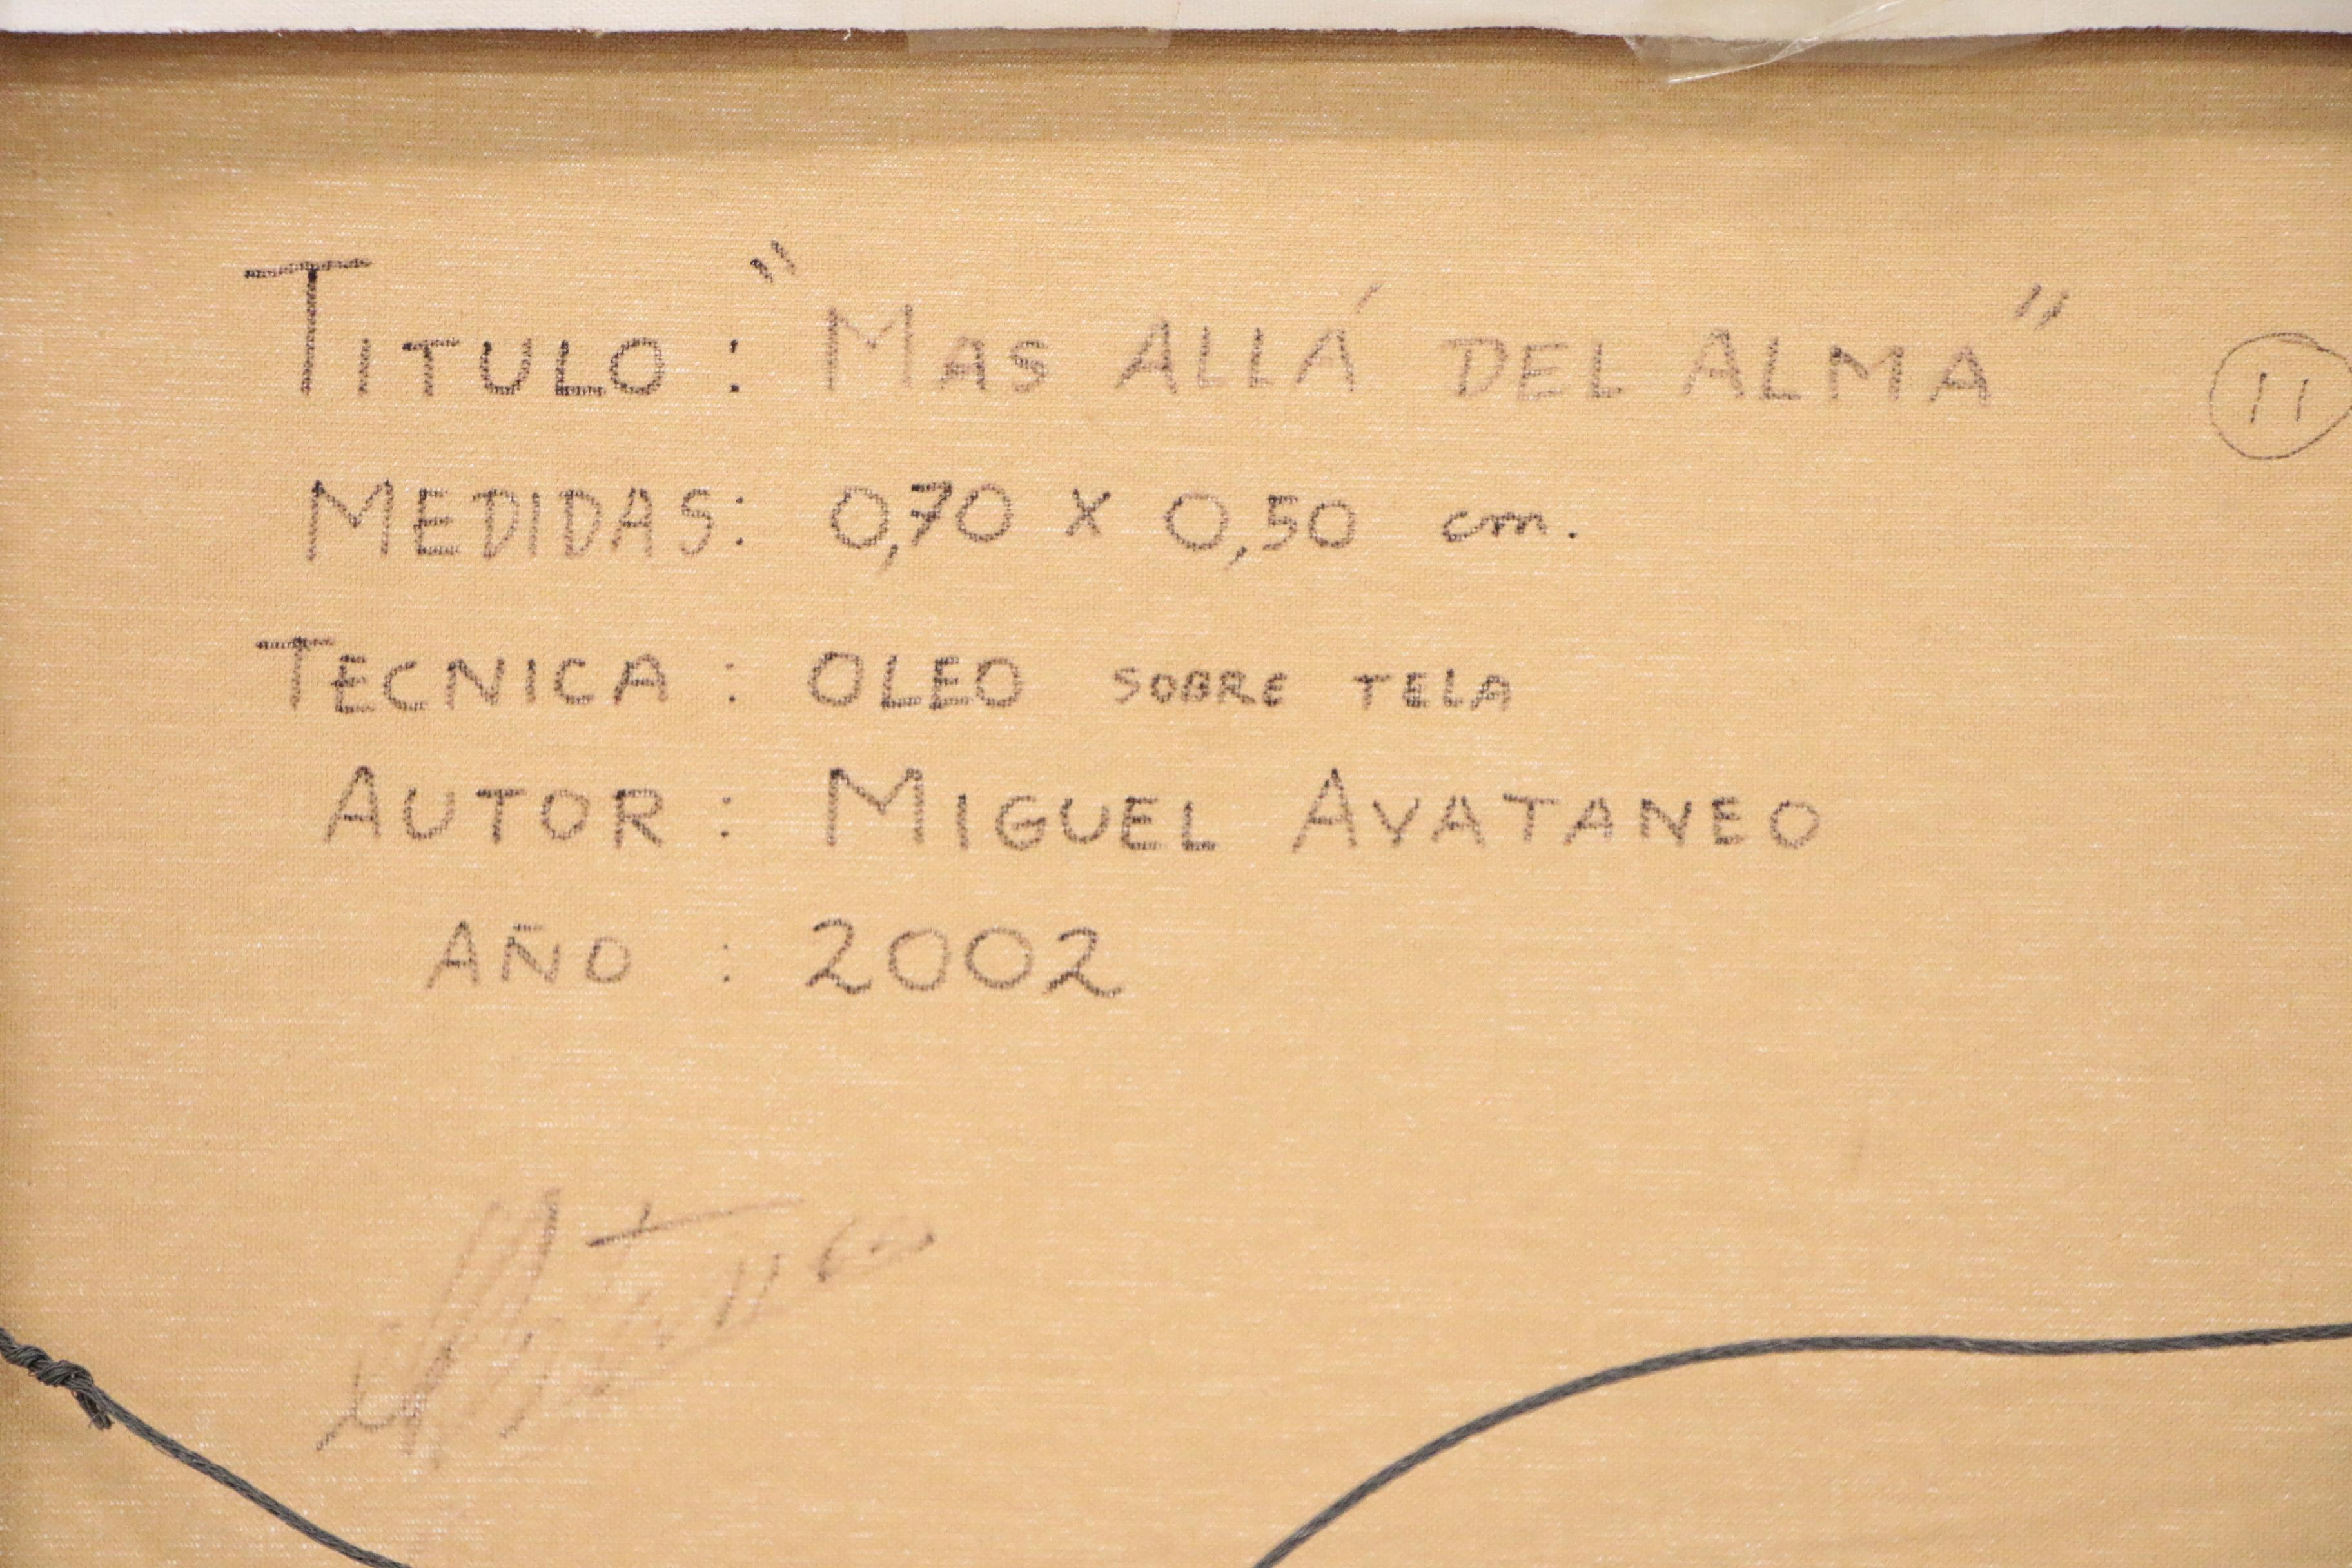 TITULO : "MAS ALLÁ DEL ALMA" 11
MEDIDAS: 0,70 x 0,50 cm.
TECNICA : OLEO SOBRE TELA
AUTOR : MIGUEL AVATANEO
AÑO : 2002